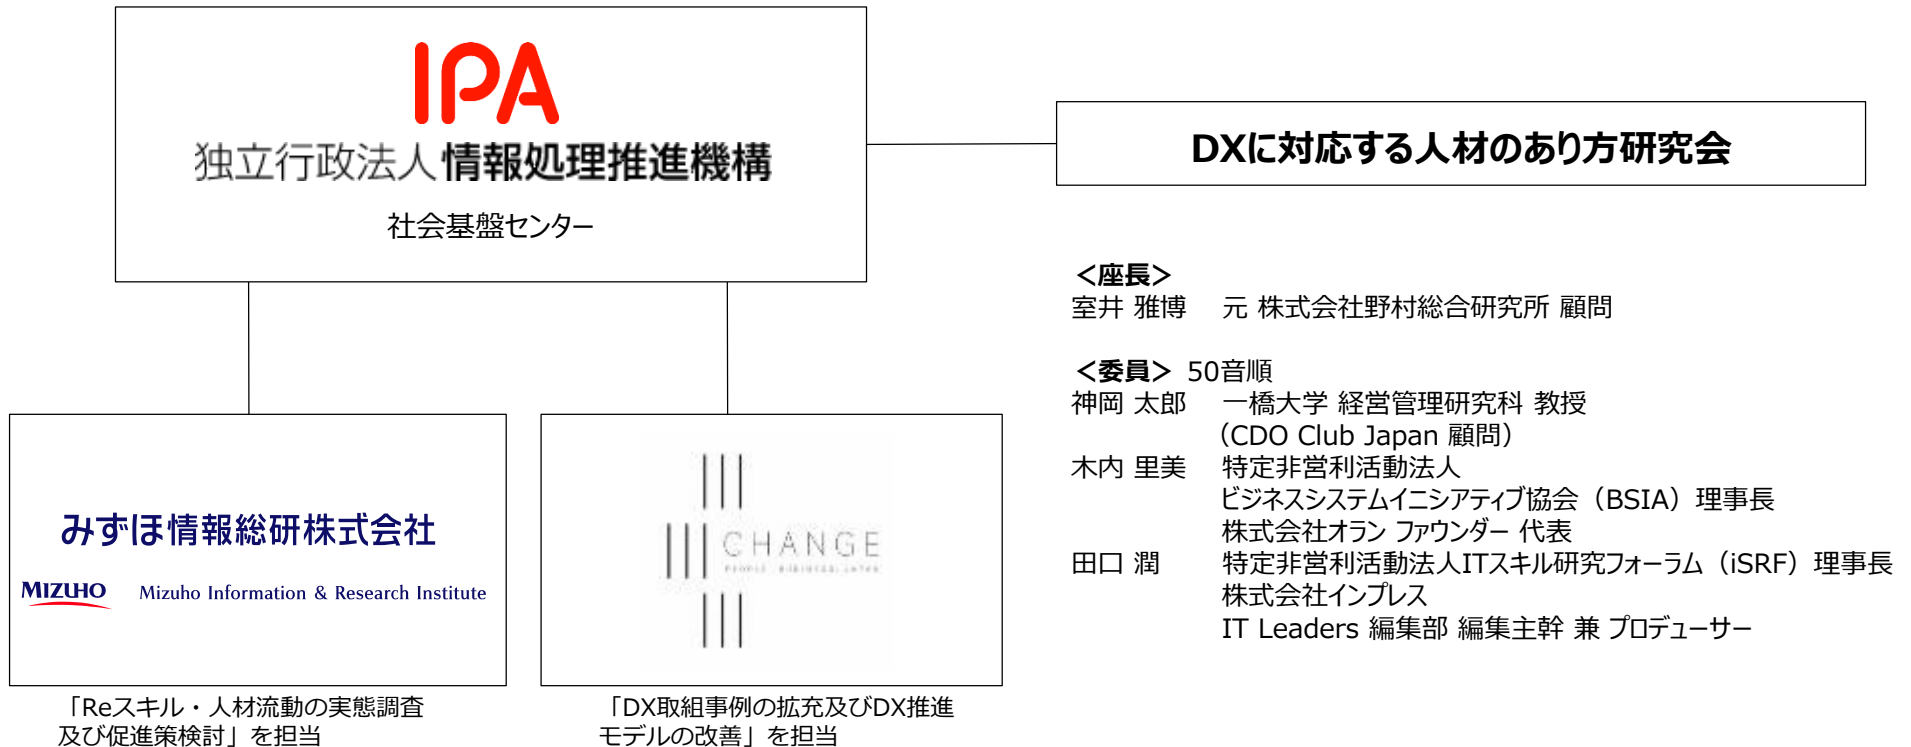 IPA
独立行政法人情報処理推進機構
社会基盤センター
DXに対応する人材のあり方研究会
＜座長＞
室井 雅博 元 株式会社野村総合研究所 顧問
＜委員＞ 50音順
神岡 太郎 一橋大学 経営管理研究科 教授
（CDO Club Japan 顧問）
木内 里美 特定非営利活動法人
ビジネスシステムイニシアティブ協会（BSIA）理事長
株式会社オラン ファウンダー 代表
田口 潤 特定非営利活動法人ITスキル研究フォーラム（iSRF）理事長
株式会社インプレス
IT Leaders 編集部 編集主幹 兼 プロデューサー
みずほ情報総研株式会社
MIZUHO Mizuho Information & Research Institute
「Reスキル・人材流動の実態調査
及び促進策検討」を担当
CHANGE
PEOPLE, BUSINESS, JAPAN
「DX取組事例の拡充及びDX推進
モデルの改善」を担当